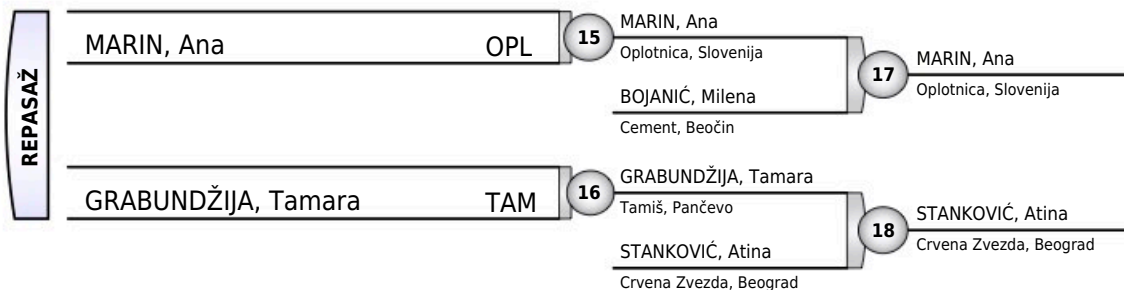 REPASAŽ
MARIN, Ana OPL
15
MARIN, Ana
Oplotnica, Slovenija
BOJANIĆ, Milena
Cement, Beočin
17
MARIN, Ana
Oplotnica, Slovenija
GRABUNDŽIJA, Tamara TAM
16
GRABUNDŽIJA, Tamara
Tamiš, Pančevo
STANKOVIĆ, Atina
Crvena Zvezda, Beograd
18
STANKOVIĆ, Atina
Crvena Zvezda, Beograd